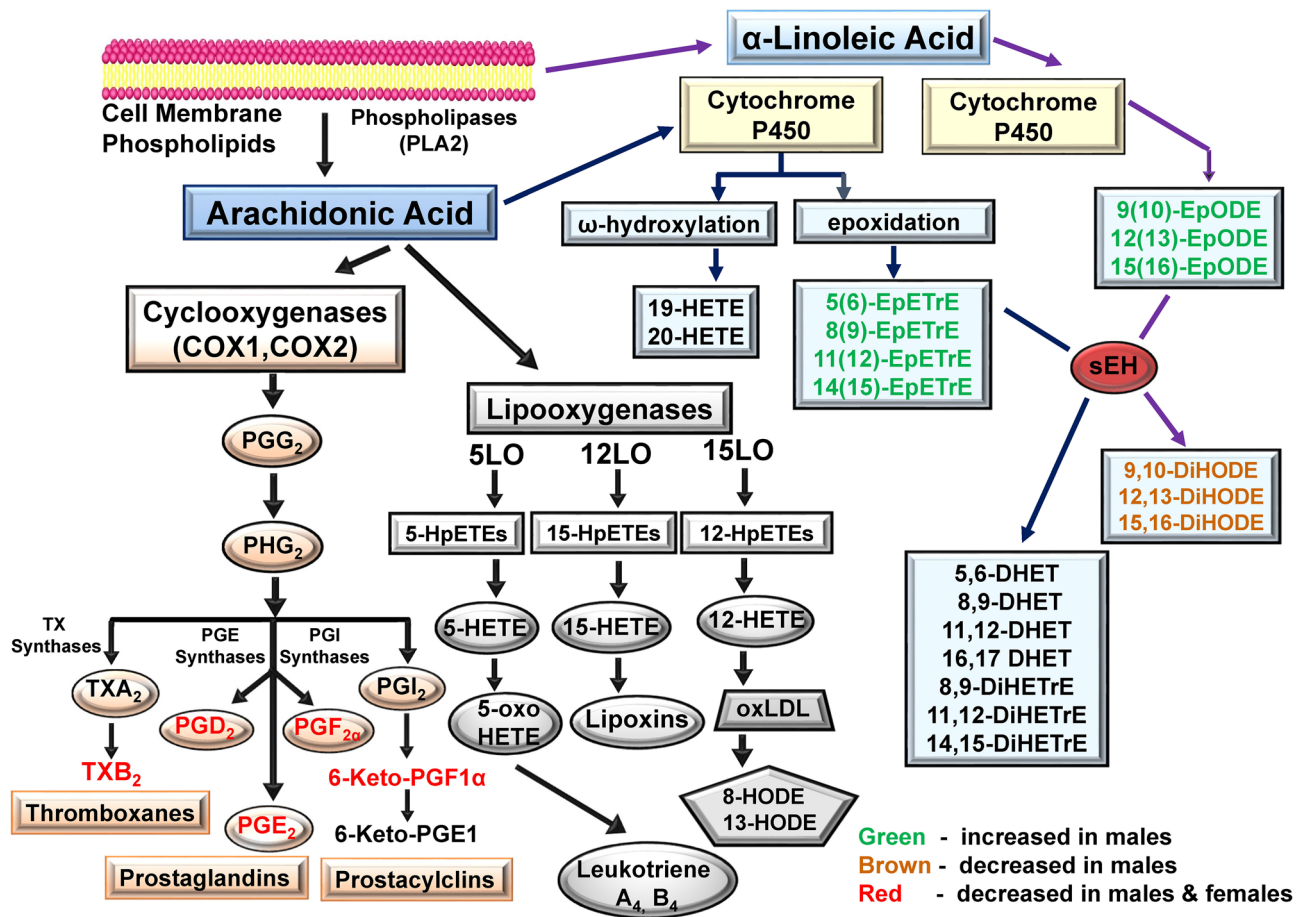 α-Linoleic Acid
Cell Membrane
Phospholipids
Phospholipases
(PLA2)
Cytochrome
P450
Cytochrome
P450
Arachidonic Acid
ω-hydroxylation
epoxidation
9(10)-EpODE
12(13)-EpODE
15(16)-EpODE
19-HETE
20-HETE
5(6)-EpETrE
8(9)-EpETrE
11(12)-EpETrE
14(15)-EpETrE
Cyclooxygenases
(COX1,COX2)
sEH
Lipooxygenases
5LO
12LO
15LO
PGG₂
9,10-DiHODE
12,13-DiHODE
15,16-DiHODE
5-HpETEs
15-HpETEs
12-HpETEs
PHG₂
5,6-DHET
8,9-DHET
11,12-DHET
16,17 DHET
8,9-DiHETrE
11,12-DiHETrE
14,15-DiHETrE
5-HETE
15-HETE
12-HETE
TX
Synthases
PGE
Synthases
PGI
Synthases
TXA₂
PGD₂
PGF₂α
PGI₂
5-oxo
HETE
Lipoxins
oxLDL
TXB₂
6-Keto-PGF1α
Thromboxanes
PGE₂
6-Keto-PGE1
8-HODE
13-HODE
Prostaglandins
Prostacylclins
Leukotriene
A₄, B₄
Green - increased in males
Brown - decreased in males
Red - decreased in males & females